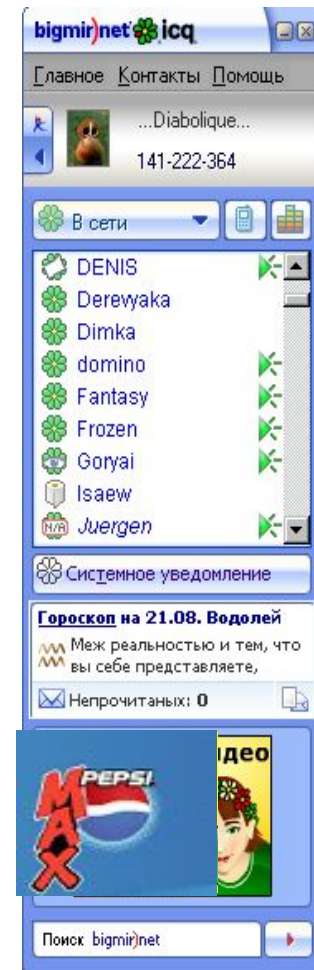 bigmir)net icq
Главное Контакты Помощь
...Diabolique...
141-222-364
В сети
DENIS
Derewyaka
Dimka
domino
Fantasy
Frozen
Goryai
Isaew
N/A Juergen
Системное уведомление
Гороскоп на 21.08. Водолей
Меж реальностью и тем, что
вы себе представляете,
Непрочитаных: 0
део
PEPSI
MAX
Поиск bigmir)net